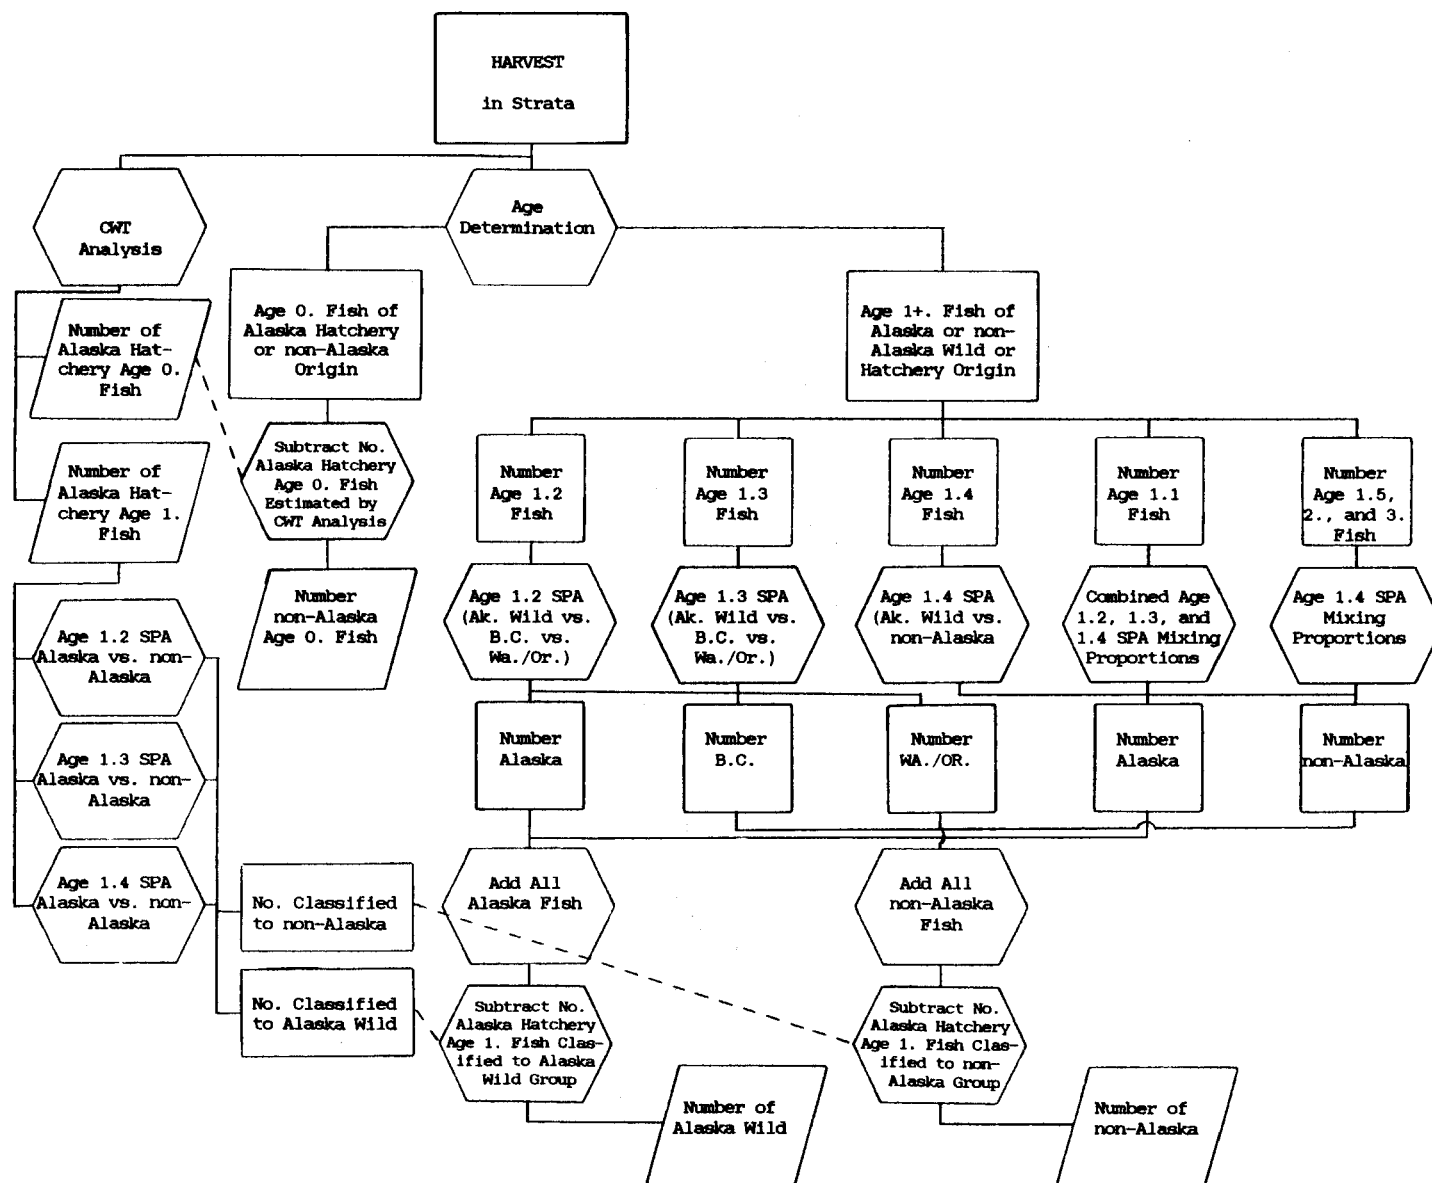 HARVEST
in Strata
CWT
Analysis
Age
Determination
Number of
Alaska Hat-
chery Age 0.
Fish
Age 0. Fish of
Alaska Hatchery
or non-Alaska
Origin
Age 1+. Fish of
Alaska or non-
Alaska Wild or
Hatchery Origin
Number of
Alaska Hat-
chery Age 1.
Fish
Subtract No.
Alaska Hatchery
Age 0. Fish
Estimated by
CWT Analysis
Number
Age 1.2
Fish
Number
Age 1.3
Fish
Number
Age 1.4
Fish
Number
Age 1.1
Fish
Number
Age 1.5,
2., and 3.
Fish
Number
non-Alaska
Age 0. Fish
Age 1.2 SPA
(Ak. Wild vs.
B.C. vs.
Wa./Or.)
Age 1.3 SPA
(Ak. Wild vs.
B.C. vs.
Wa./Or.)
Age 1.4 SPA
(Ak. Wild vs.
non-Alaska
Combined Age
1.2, 1.3, and
1.4 SPA Mixing
Proportions
Age 1.4 SPA
Mixing
Proportions
Age 1.2 SPA
Alaska vs. non-
Alaska
Age 1.3 SPA
Alaska vs. non-
Alaska
Age 1.4 SPA
Alaska vs. non-
Alaska
Number
Alaska
Number
B.C.
Number
WA./OR.
Number
Alaska
Number
non-Alaska
No. Classified
to non-Alaska
No. Classified
to Alaska Wild
Add All
Alaska Fish
Add All
non-Alaska
Fish
Subtract No.
Alaska Hatchery
Age 1. Fish Clas-
ified to Alaska
Wild Group
Subtract No.
Alaska Hatchery
Age 1. Fish Clas-
ified to non-
Alaska Group
Number of
Alaska Wild
Number of
non-Alaska